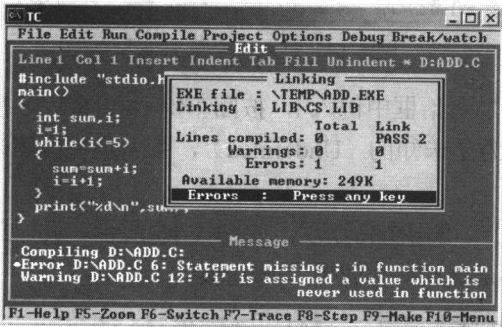 TC
File Edit Run Compile Project Options Debug Break/watch
Edit
Line 1 Col 1 Insert Indent Tab Fill Unindent * D:ADD.C
#include "stdio.h
main()
{
int sum,i;
i=1;
while(i<=5)
{
sum=sum+i;
i=i+1;
}
print("%d\n",sum);
}
Linking
EXE file : \TEMP\ADD.EXE
Linking : LIB\CS.LIB
Total Link
Lines compiled: 0 PASS 2
Warnings: 0 0
Errors: 1 1
Available memory: 249K
Errors : Press any key
Message
Compiling D:\ADD.C:
•Error D:\ADD.C 6: Statement missing ; in function main
Warning D:\ADD.C 12: 'i' is assigned a value which is
never used in function
F1-Help F5-Zoom F6-Switch F7-Trace F8-Step F9-Make F10-Menu